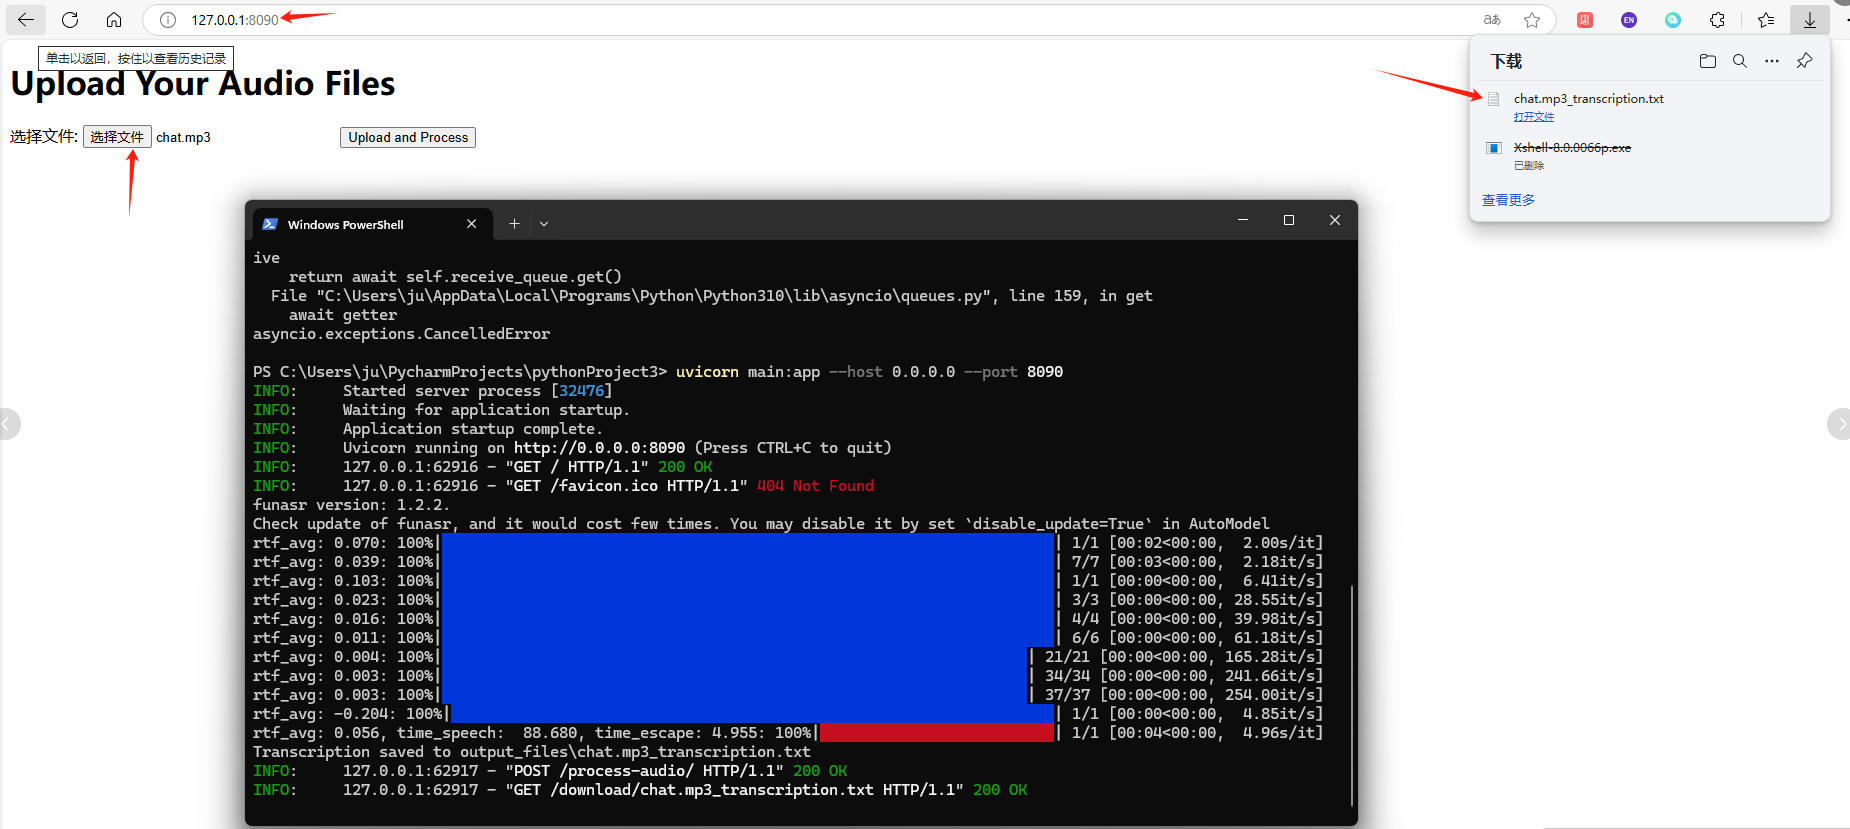 127.0.0.1:8090
aあ
EN
单击以返回，按住以查看历史记录
Upload Your Audio Files
选择文件: 选择文件 chat.mp3 Upload and Process
下载
chat.mp3_transcription.txt
打开文件
Xshell-8.0.0066p.exe
已删除
查看更多
Windows PowerShell
ive
    return await self.receive_queue.get()
  File "C:\Users\ju\AppData\Local\Programs\Python\Python310\lib\asyncio\queues.py", line 159, in get
    await getter
asyncio.exceptions.CancelledError
PS C:\Users\ju\PycharmProjects\pythonProject3> uvicorn main:app --host 0.0.0.0 --port 8090
INFO:     Started server process [32476]
INFO:     Waiting for application startup.
INFO:     Application startup complete.
INFO:     Uvicorn running on http://0.0.0.0:8090 (Press CTRL+C to quit)
INFO:     127.0.0.1:62916 - "GET / HTTP/1.1" 200 OK
INFO:     127.0.0.1:62916 - "GET /favicon.ico HTTP/1.1" 404 Not Found
funasr version: 1.2.2.
Check update of funasr, and it would cost few times. You may disable it by set `disable_update=True` in AutoModel
rtf_avg: 0.070: 100%| | 1/1 [00:02<00:00,  2.00s/it]
rtf_avg: 0.039: 100%| | 7/7 [00:03<00:00,  2.18it/s]
rtf_avg: 0.103: 100%| | 1/1 [00:00<00:00,  6.41it/s]
rtf_avg: 0.023: 100%| | 3/3 [00:00<00:00, 28.55it/s]
rtf_avg: 0.016: 100%| | 4/4 [00:00<00:00, 39.98it/s]
rtf_avg: 0.011: 100%| | 6/6 [00:00<00:00, 61.18it/s]
rtf_avg: 0.004: 100%| | 21/21 [00:00<00:00, 165.28it/s]
rtf_avg: 0.003: 100%| | 34/34 [00:00<00:00, 241.66it/s]
rtf_avg: 0.003: 100%| | 37/37 [00:00<00:00, 254.00it/s]
rtf_avg: -0.204: 100%| | 1/1 [00:00<00:00,  4.85it/s]
rtf_avg: 0.056, time_speech:  88.680, time_escape: 4.955: 100%| | 1/1 [00:04<00:00,  4.96s/it]
Transcription saved to output_files\chat.mp3_transcription.txt
INFO:     127.0.0.1:62917 - "POST /process-audio/ HTTP/1.1" 200 OK
INFO:     127.0.0.1:62917 - "GET /download/chat.mp3_transcription.txt HTTP/1.1" 200 OK